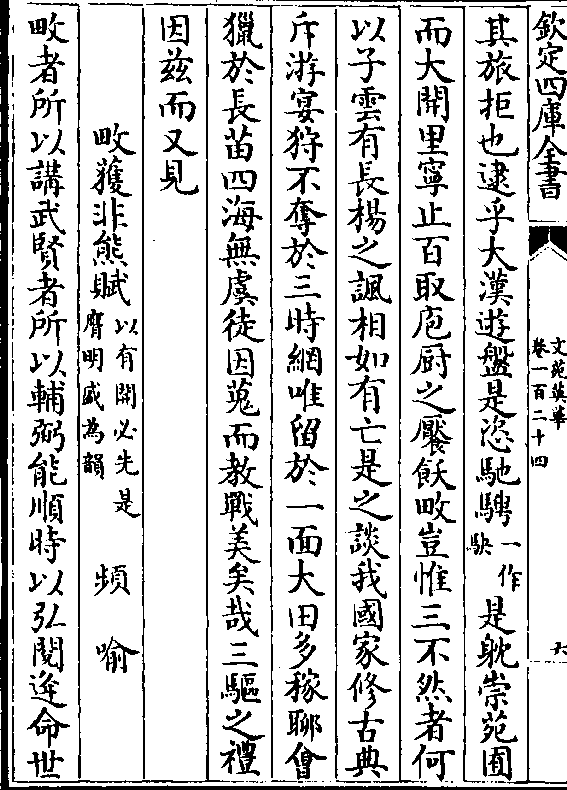 欽定四庫全書
文苑英華
卷一百二十四
六
其旅拒也逮乎大漢遊盤是恣馳騁一作駃是躭崇苑囿
而大開里寧止百取庖厨之饜飫畋豈惟三不然者何
以子雲有長楊之諷相如有亡是之談我國家修古典
斥游宴狩不奪於三時網唯留於一面大田多稼聊會
獵於長苗四海無虞徒因蒐而教戰美矣哉三驅之禮
因兹而又見
畋獲非熊賦以有開必先是膺明盛為韻
頻喻
畋者所以講武賢者所以輔弼能順時以弘閱迨命世